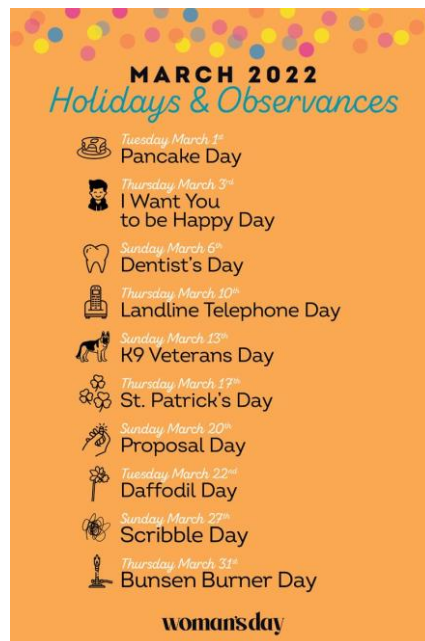 MARCH 2022
Holidays & Observances
Tuesday March 1st
Pancake Day
Thursday March 3rd
I Want You
to be Happy Day
Sunday March 6th
Dentist's Day
Thursday March 10th
Landline Telephone Day
Sunday March 13th
K9 Veterans Day
Thursday March 17th
St. Patrick's Day
Sunday March 20th
Proposal Day
Tuesday March 22nd
Daffodil Day
Sunday March 27th
Scribble Day
Thursday March 31st
Bunsen Burner Day
woman'sday